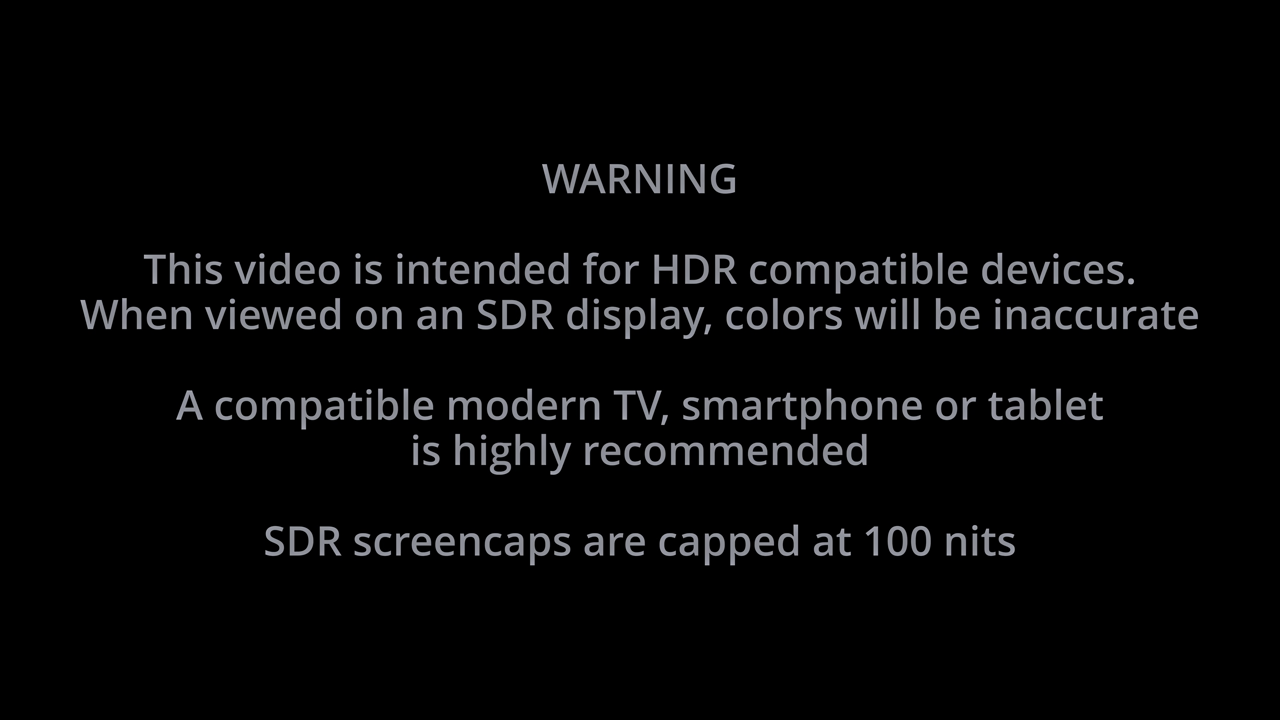 WARNING
This video is intended for HDR compatible devices.
When viewed on an SDR display, colors will be inaccurate
A compatible modern TV, smartphone or tablet
is highly recommended
SDR screencaps are capped at 100 nits